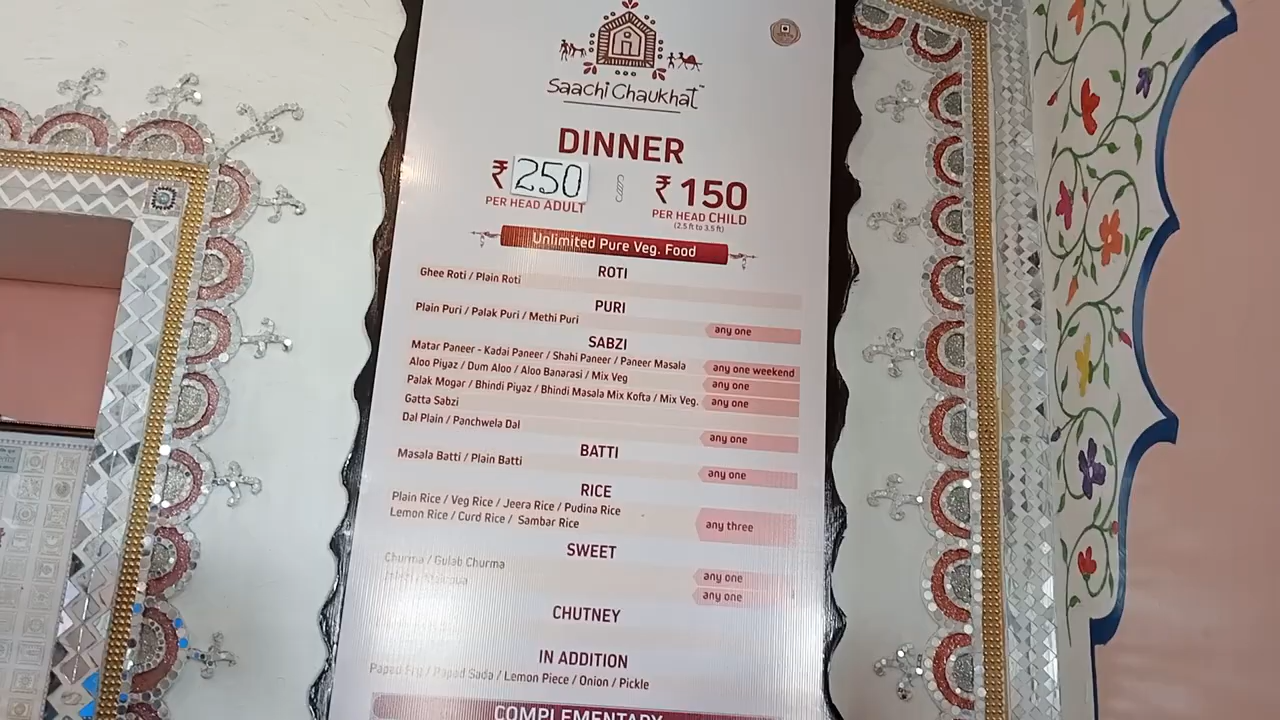 Saachi Chaukhat™
DINNER
₹ 250
PER HEAD ADULT
₹ 150
PER HEAD CHILD
(2.5 ft to 3.5 ft)
Unlimited Pure Veg. Food
ROTI
Ghee Roti / Plain Roti
PURI
Plain Puri / Palak Puri / Methi Puri
any one
SABZI
Matar Paneer - Kadai Paneer / Shahi Paneer / Paneer Masala
any one weekend
Aloo Piyaz / Dum Aloo / Aloo Banarasi / Mix Veg
any one
Palak Mogar / Bhindi Piyaz / Bhindi Masala Mix Kofta / Mix Veg.
any one
Gatta Sabzi
Dal Plain / Panchwela Dal
any one
BATTI
Masala Batti / Plain Batti
any one
RICE
Plain Rice / Veg Rice / Jeera Rice / Pudina Rice
Lemon Rice / Curd Rice / Sambar Rice
any three
SWEET
Churma / Gulab Churma
any one
any one
CHUTNEY
IN ADDITION
Papad Fry / Papad Sada / Lemon Piece / Onion / Pickle
COMPLEMENTARY